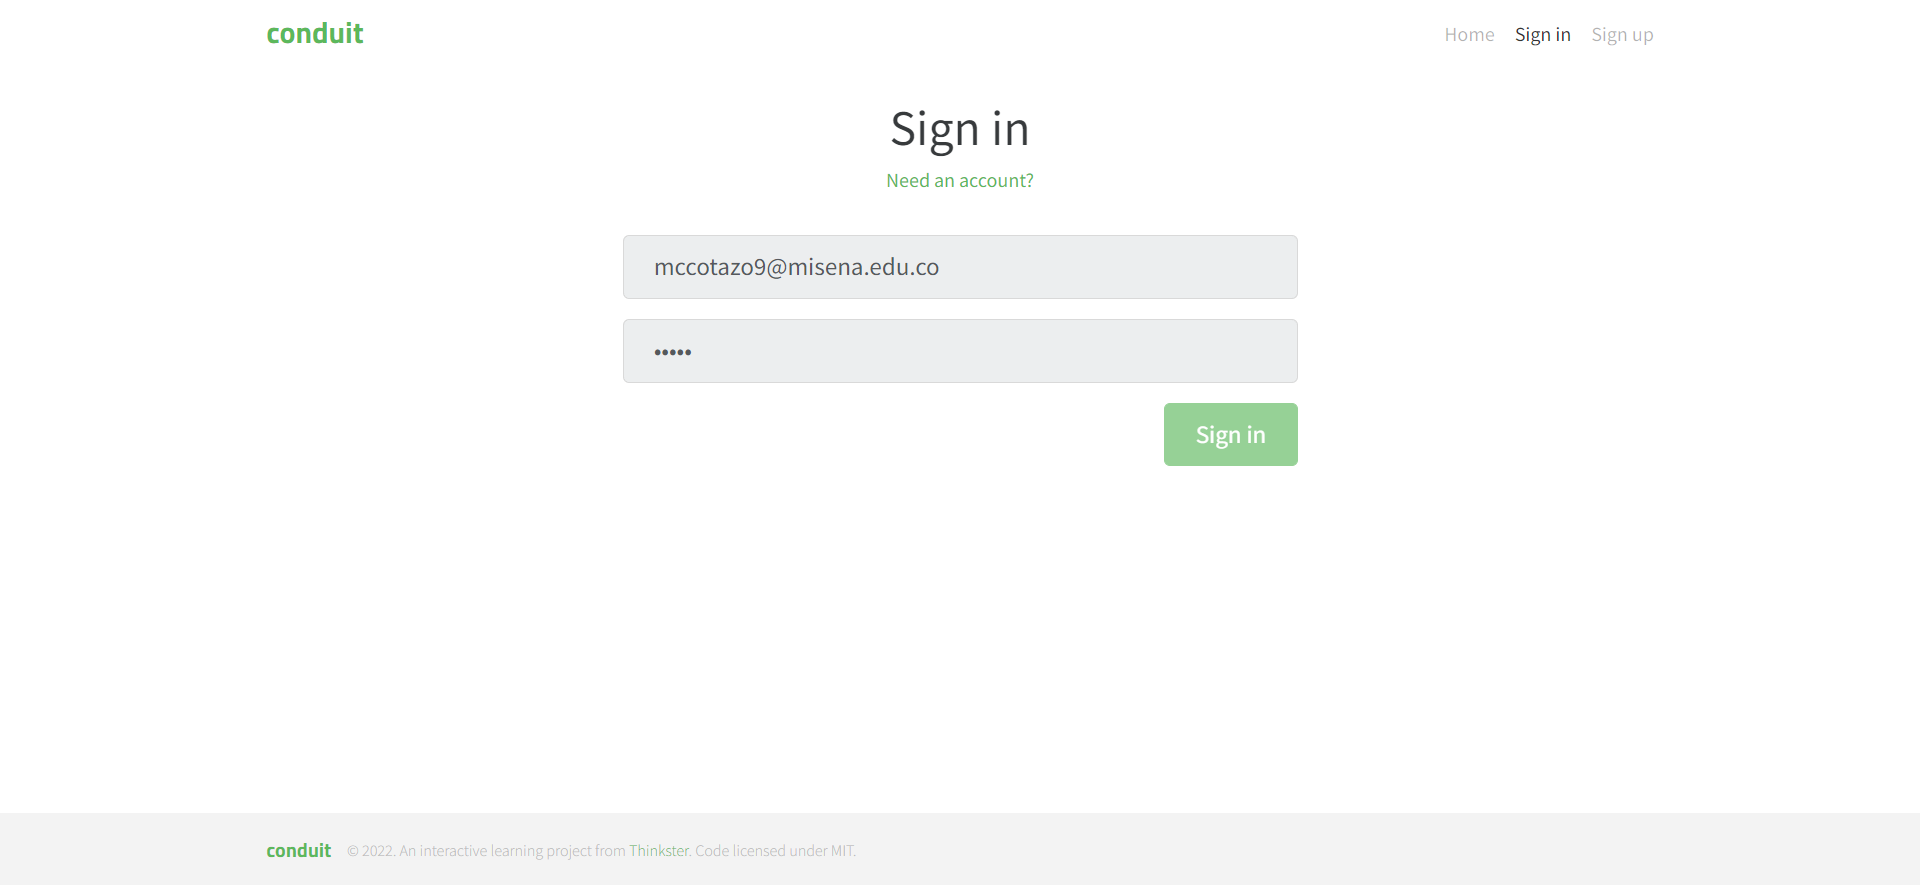 conduit
Home Sign in Sign up
Sign in
Need an account?
mccotazo9@misena.edu.co
•••••
Sign in
conduit © 2022. An interactive learning project from Thinkster. Code licensed under MIT.